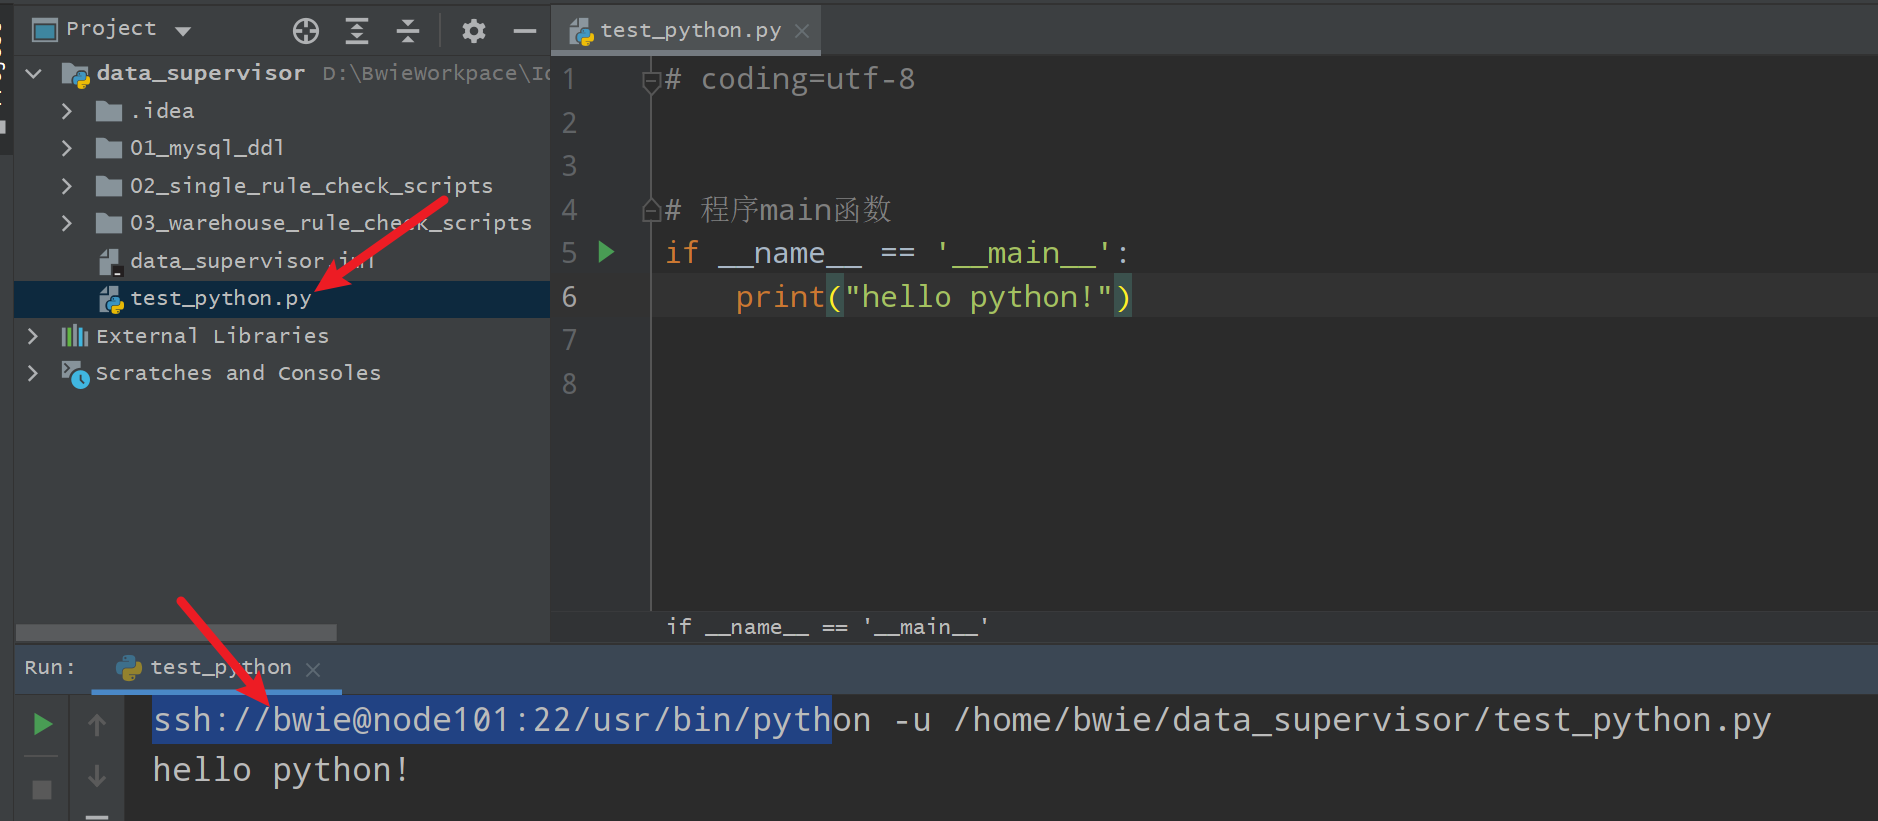 Project
data_supervisor D:\BwieWorkpace\Id
.idea
01_mysql_ddl
02_single_rule_check_scripts
03_warehouse_rule_check_scripts
data_supervisor.ini
test_python.py
External Libraries
Scratches and Consoles
test_python.py
1 # coding=utf-8
2
3
4 # 程序main函数
5 if __name__ == '__main__':
6 print("hello python!")
7
8
if __name__ == '__main__'
Run: test_python
ssh://bwie@node101:22/usr/bin/python -u /home/bwie/data_supervisor/test_python.py
hello python!